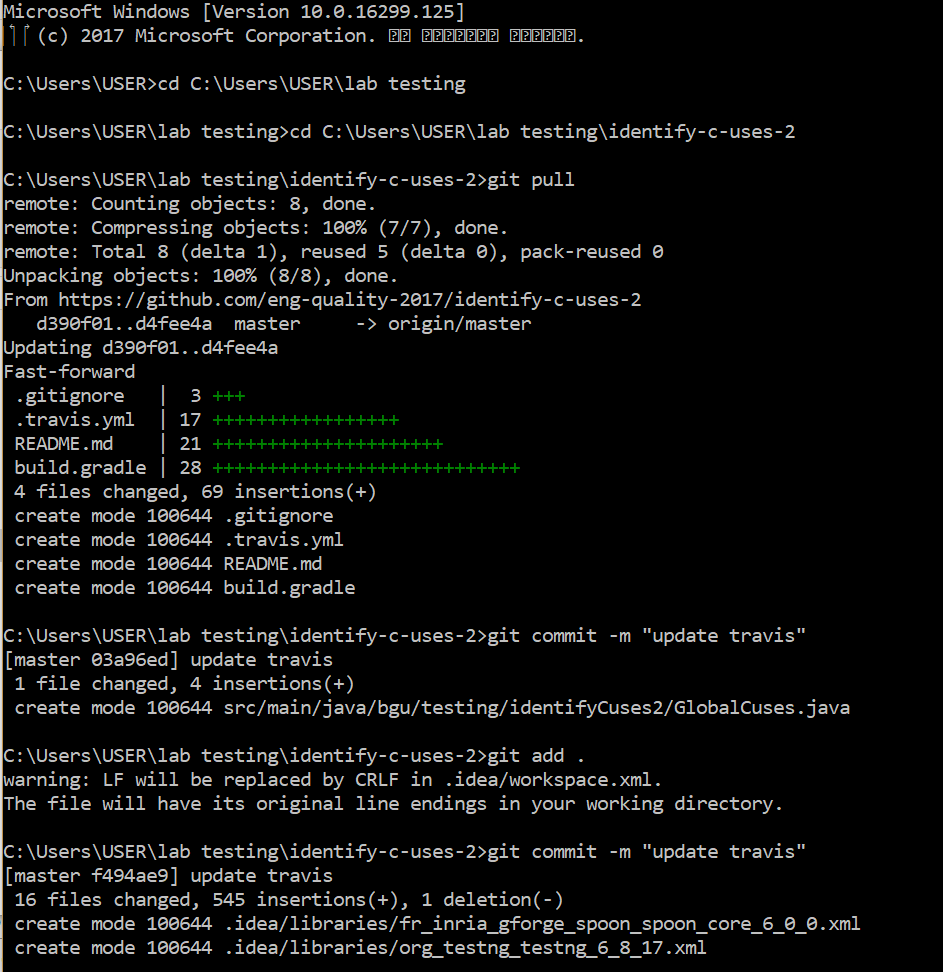 Microsoft Windows [Version 10.0.16299.125]
(c) 2017 Microsoft Corporation.
C:\Users\USER>cd C:\Users\USER\lab testing
C:\Users\USER\lab testing>cd C:\Users\USER\lab testing\identify-c-uses-2
C:\Users\USER\lab testing\identify-c-uses-2>git pull
remote: Counting objects: 8, done.
remote: Compressing objects: 100% (7/7), done.
remote: Total 8 (delta 1), reused 5 (delta 0), pack-reused 0
Unpacking objects: 100% (8/8), done.
From https://github.com/eng-quality-2017/identify-c-uses-2
   d390f01..d4fee4a  master     -> origin/master
Updating d390f01..d4fee4a
Fast-forward
 .gitignore   |  3 +++
 .travis.yml  | 17 +++++++++++++++++
 README.md    | 21 +++++++++++++++++++++
 build.gradle | 28 ++++++++++++++++++++++++++++
 4 files changed, 69 insertions(+)
 create mode 100644 .gitignore
 create mode 100644 .travis.yml
 create mode 100644 README.md
 create mode 100644 build.gradle
C:\Users\USER\lab testing\identify-c-uses-2>git commit -m "update travis"
[master 03a96ed] update travis
 1 file changed, 4 insertions(+)
 create mode 100644 src/main/java/bgu/testing/identifyCuses2/GlobalCuses.java
C:\Users\USER\lab testing\identify-c-uses-2>git add .
warning: LF will be replaced by CRLF in .idea/workspace.xml.
The file will have its original line endings in your working directory.
C:\Users\USER\lab testing\identify-c-uses-2>git commit -m "update travis"
[master f494ae9] update travis
 16 files changed, 545 insertions(+), 1 deletion(-)
 create mode 100644 .idea/libraries/fr_inria_gforge_spoon_spoon_core_6_0_0.xml
 create mode 100644 .idea/libraries/org_testng_testng_6_8_17.xml